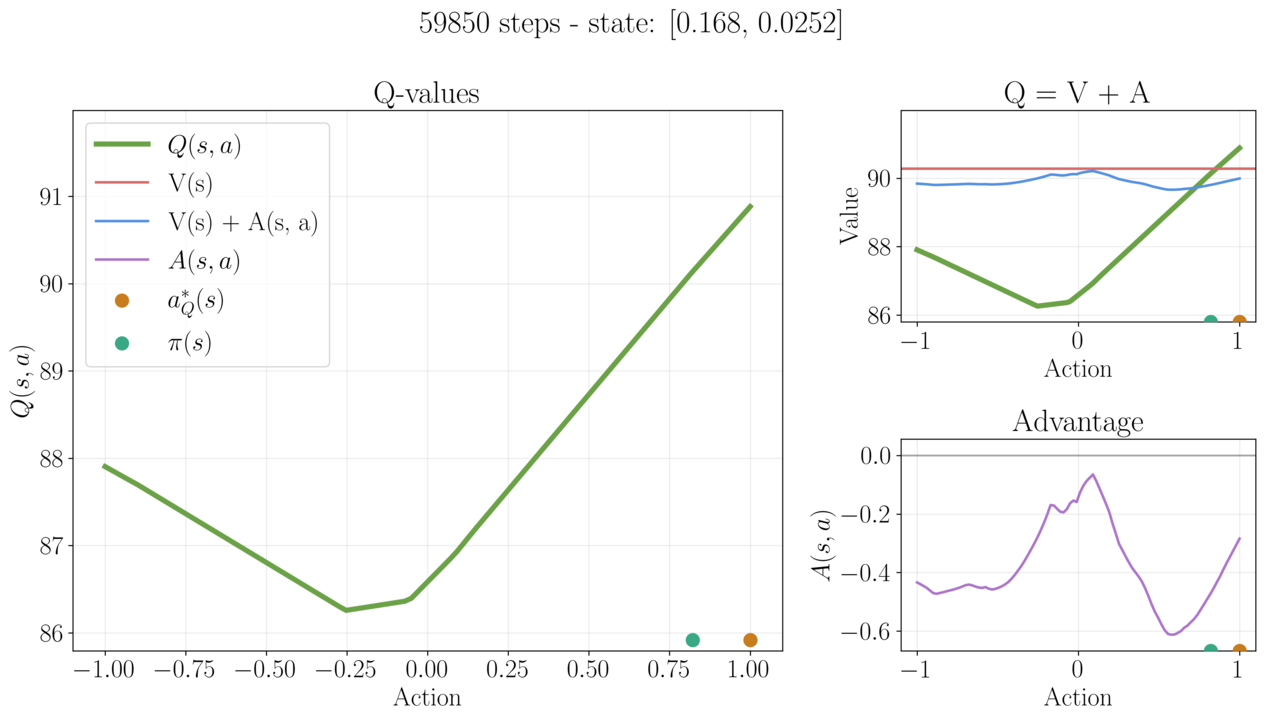 59850 steps - state: [0.168, 0.0252]
Q-values
Q(s, a)
V(s)
V(s) + A(s, a)
A(s, a)
a*Q(s)
π(s)
Q(s, a)
91
90
89
88
87
86
−1.00 −0.75 −0.50 −0.25 0.00 0.25 0.50 0.75 1.00
Action
Q = V + A
Value
90
88
86
−1 0 1
Action
Advantage
A(s, a)
0.0
−0.2
−0.4
−0.6
−1 0 1
Action